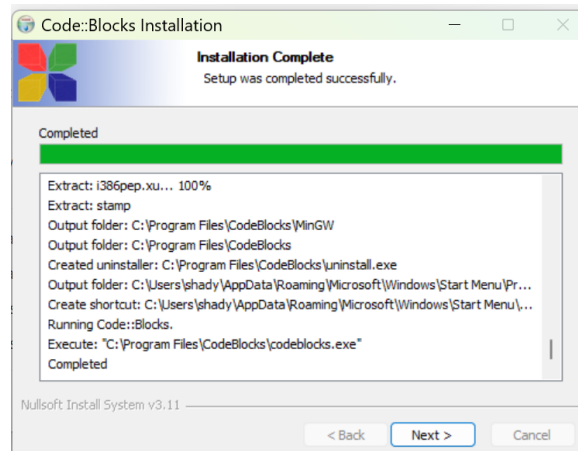 Code::Blocks Installation
Installation Complete
Setup was completed successfully.
Completed
Extract: i386pep.xu... 100%
Extract: stamp
Output folder: C:\Program Files\CodeBlocks\MinGW
Output folder: C:\Program Files\CodeBlocks
Created uninstaller: C:\Program Files\CodeBlocks\uninstall.exe
Output folder: C:\Users\shady\AppData\Roaming\Microsoft\Windows\Start Menu\Pr...
Create shortcut: C:\Users\shady\AppData\Roaming\Microsoft\Windows\Start Menu\...
Running Code::Blocks.
Execute: "C:\Program Files\CodeBlocks\codeblocks.exe"
Completed
Nullsoft Install System v3.11
< Back Next > Cancel